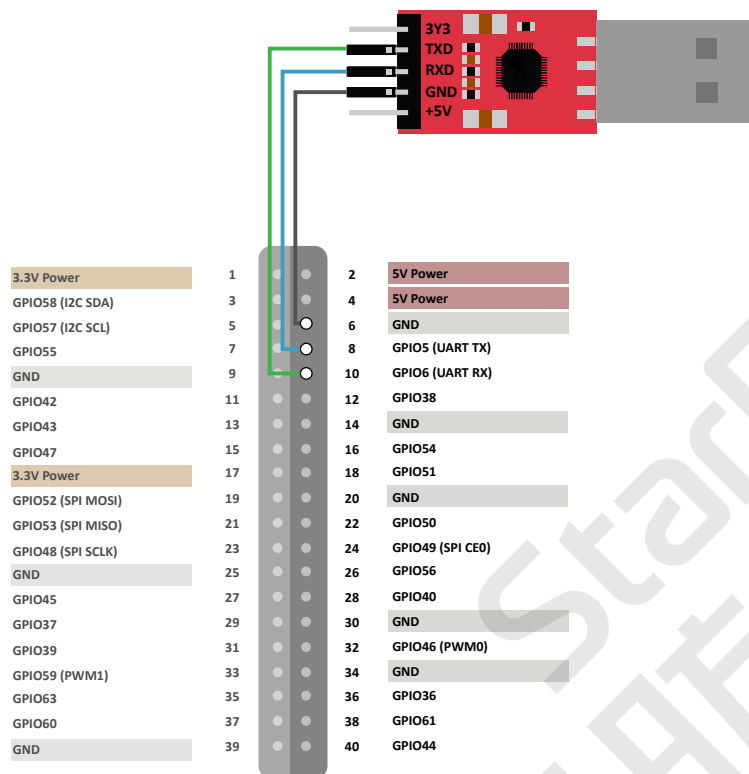 3Y3
TXD
RXD
GND
+5V
3.3V Power 1 2 5V Power
GPIO58 (I2C SDA) 3 4 5V Power
GPIO57 (I2C SCL) 5 6 GND
GPIO55 7 8 GPIO5 (UART TX)
GND 9 10 GPIO6 (UART RX)
GPIO42 11 12 GPIO38
GPIO43 13 14 GND
GPIO47 15 16 GPIO54
3.3V Power 17 18 GPIO51
GPIO52 (SPI MOSI) 19 20 GND
GPIO53 (SPI MISO) 21 22 GPIO50
GPIO48 (SPI SCLK) 23 24 GPIO49 (SPI CE0)
GND 25 26 GPIO56
GPIO45 27 28 GPIO40
GPIO37 29 30 GND
GPIO39 31 32 GPIO46 (PWM0)
GPIO59 (PWM1) 33 34 GND
GPIO63 35 36 GPIO36
GPIO60 37 38 GPIO61
GND 39 40 GPIO44